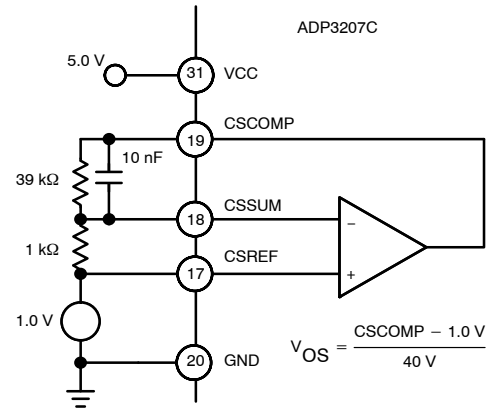 ADP3207C
5.0 V
31
VCC
CSCOMP
19
10 nF
39 kΩ
CSSUM
18
−
1 kΩ
CSREF
17
+
1.0 V
20
GND
VOS = CSCOMP − 1.0 V
40 V